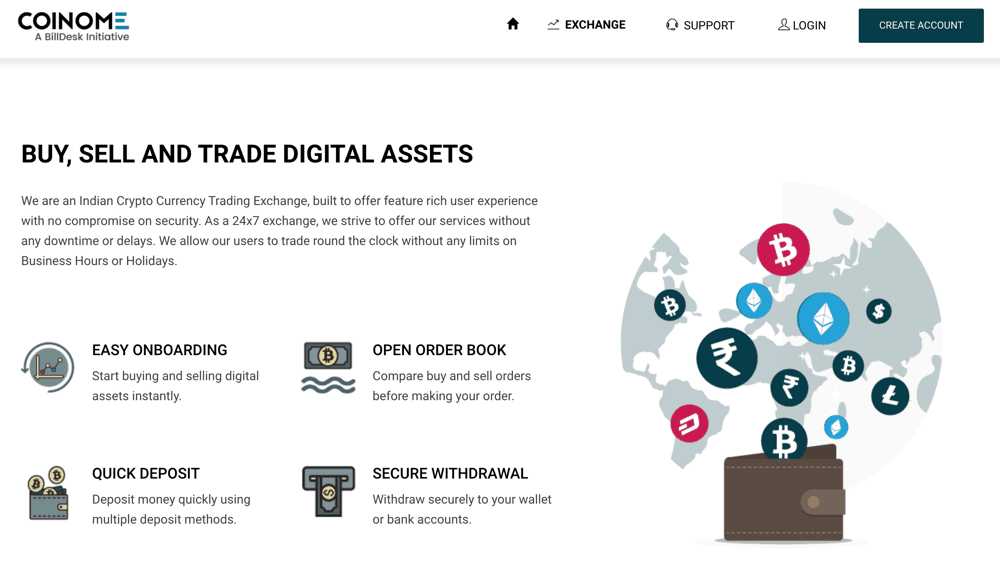 COINOME
A BillDesk Initiative
EXCHANGE
SUPPORT
LOGIN
CREATE ACCOUNT
BUY, SELL AND TRADE DIGITAL ASSETS
We are an Indian Crypto Currency Trading Exchange, built to offer feature rich user experience
with no compromise on security. As a 24x7 exchange, we strive to offer our services without
any downtime or delays. We allow our users to trade round the clock without any limits on
Business Hours or Holidays.
EASY ONBOARDING
Start buying and selling digital
assets instantly.
OPEN ORDER BOOK
Compare buy and sell orders
before making your order.
QUICK DEPOSIT
Deposit money quickly using
multiple deposit methods.
SECURE WITHDRAWAL
Withdraw securely to your wallet
or bank accounts.